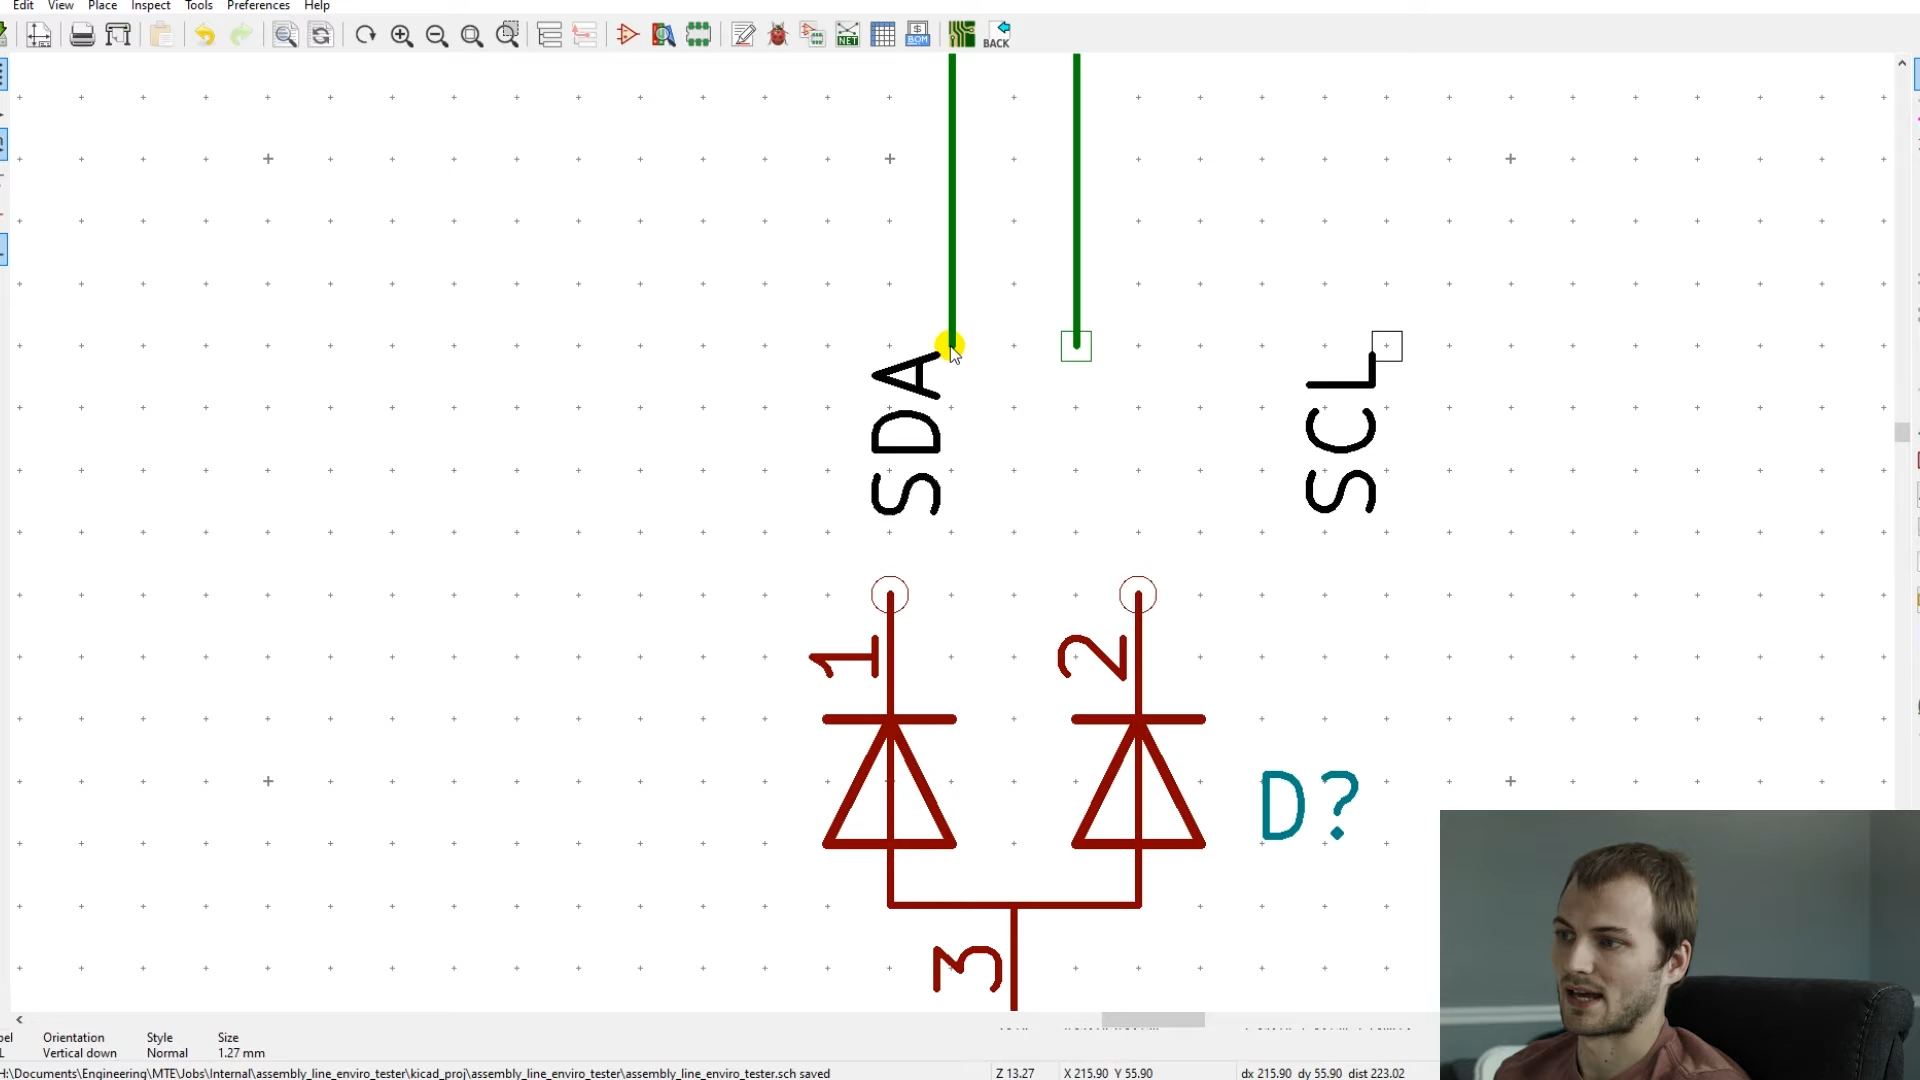 Edit View Place Inspect Tools Preferences Help
NET
BOM
BACK
SDA
SCL
1
2
D?
3
Orientation Style Size
Vertical down Normal 1.27 mm
H:\Documents\Engineering\MTE\Jobs\Internal\assembly_line_enviro_tester\kicad_proj\assembly_line_enviro_tester\assembly_line_enviro_tester.sch saved
Z 13.27 X 215.90 Y 55.90 dx 215.90 dy 55.90 dist 223.02